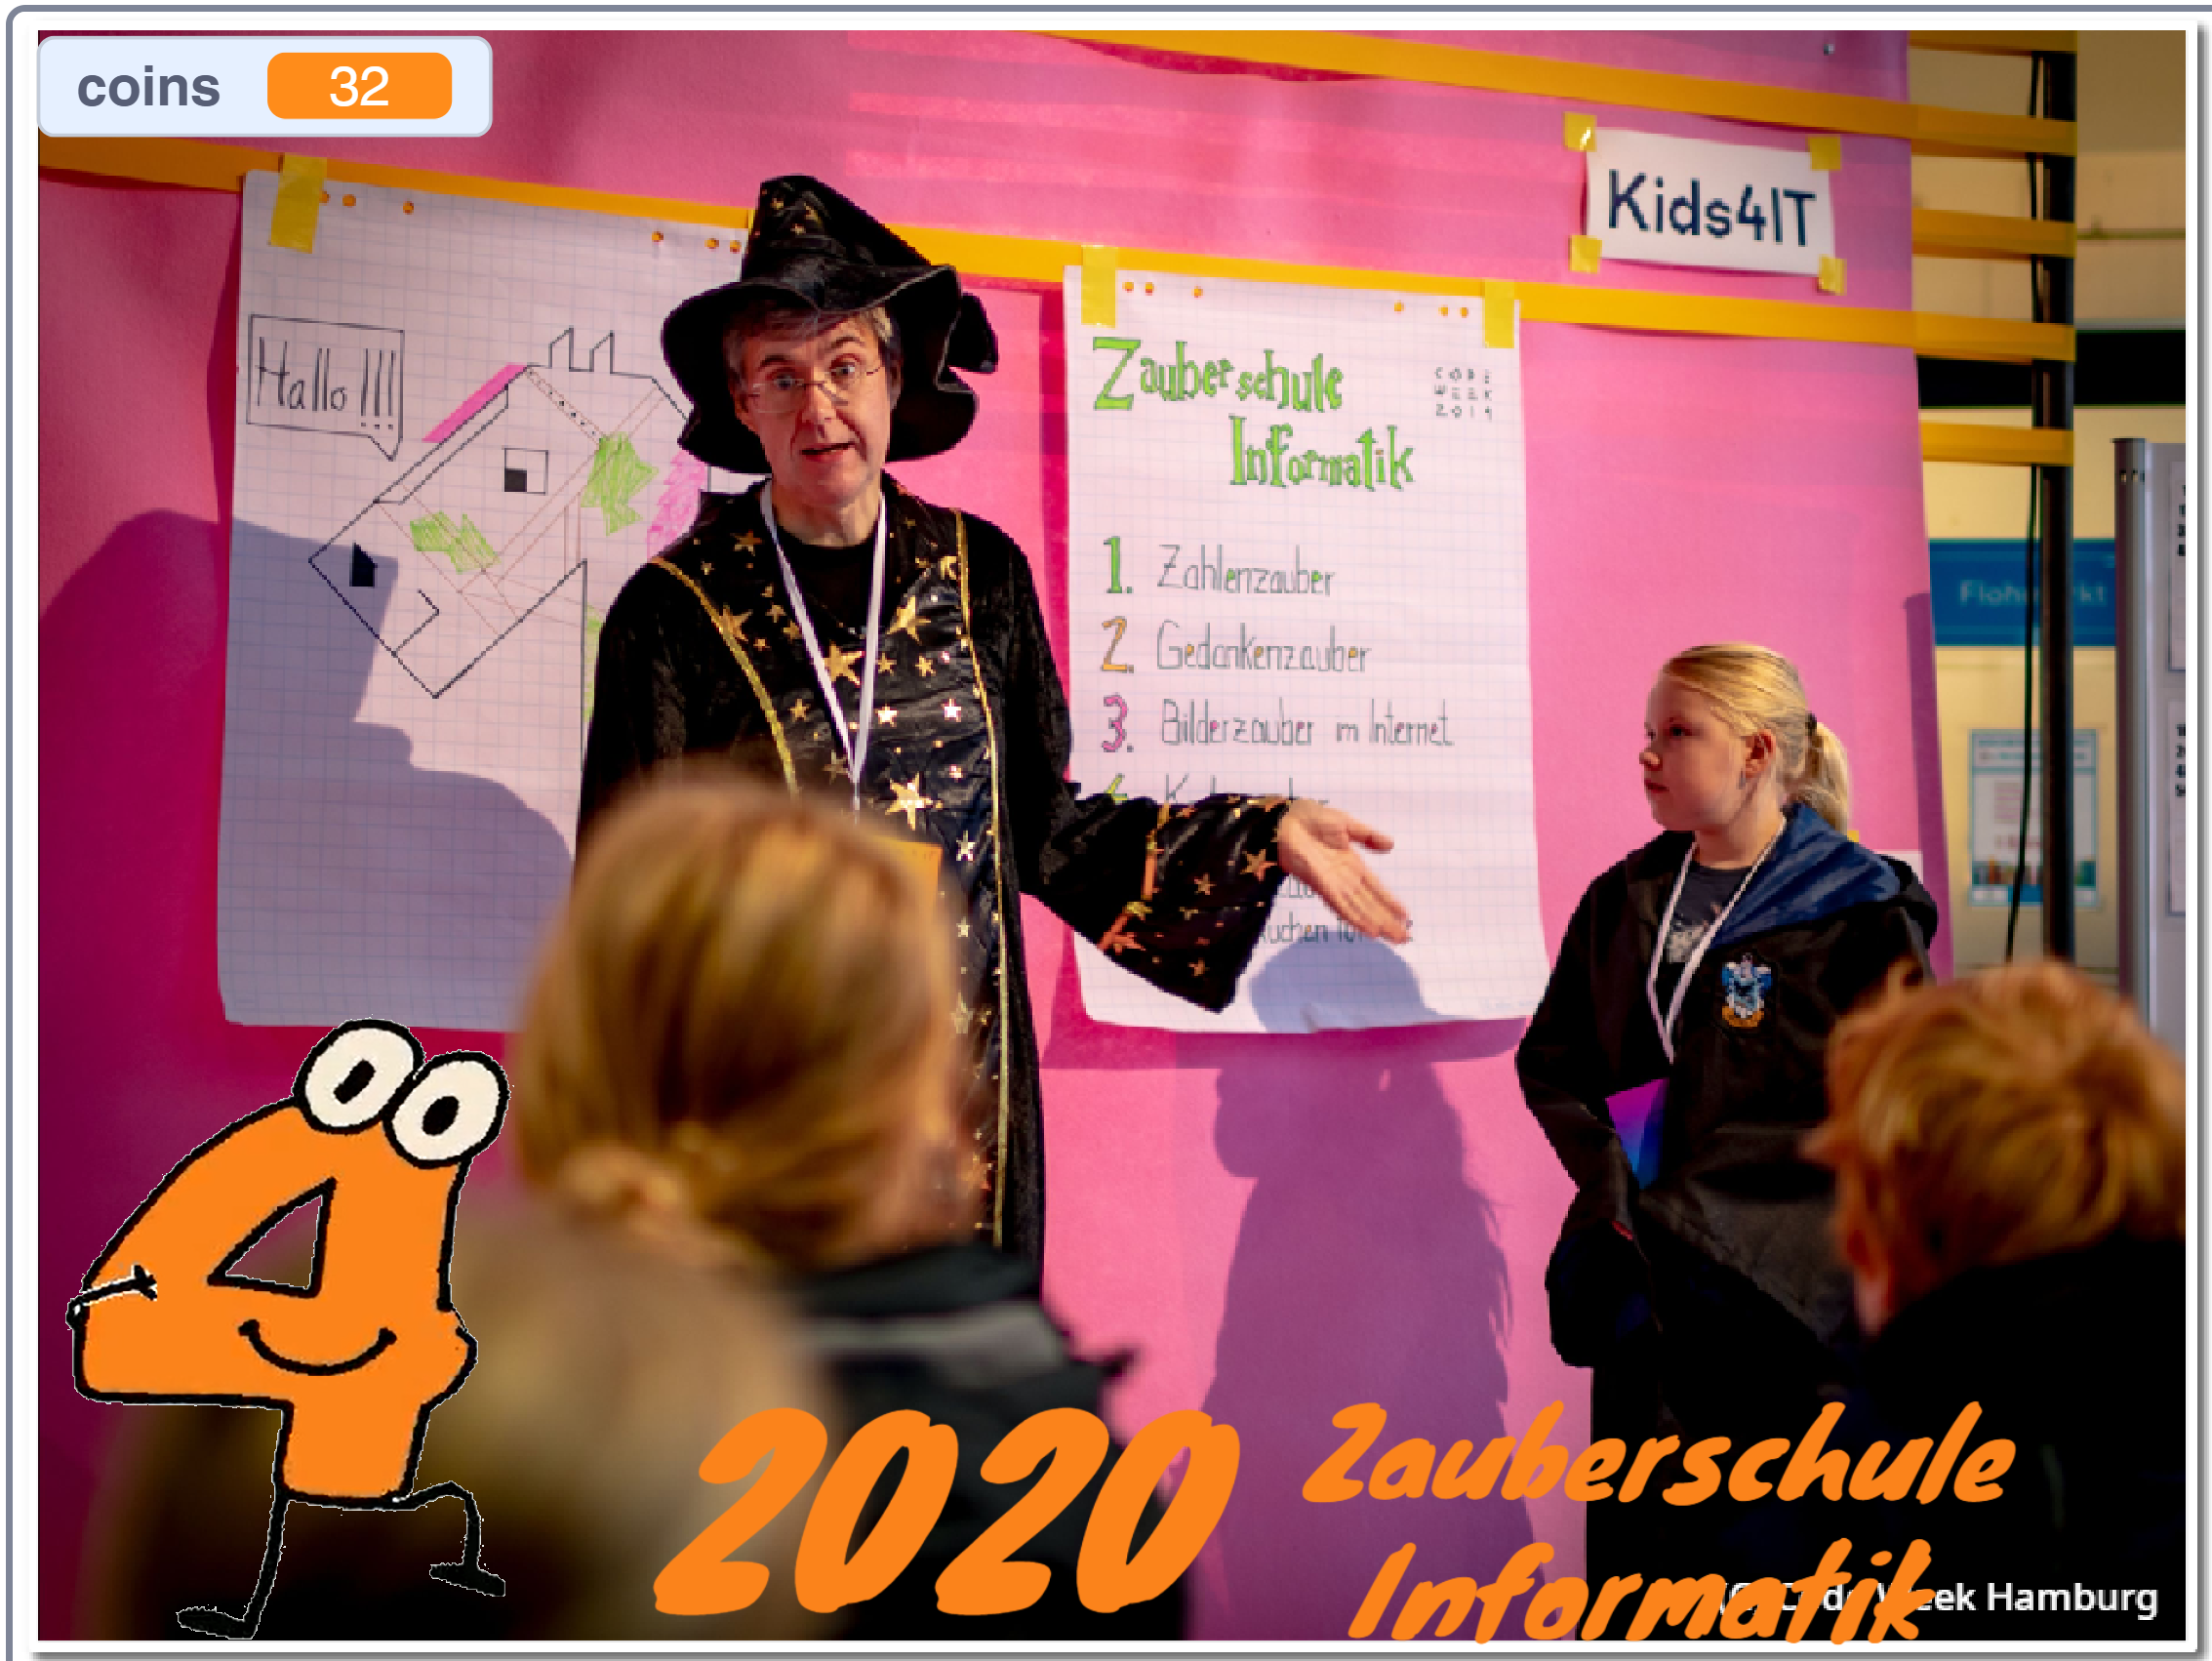 coins 32
Kids4IT
Hallo!!!
Zauberschule
Informatik
CODE
WEEK
2019
1. Zahlenzauber
2. Gedankenzauber
3. Bilderzauber im Internet
2020
Zauberschule
Informatik
Week Hamburg